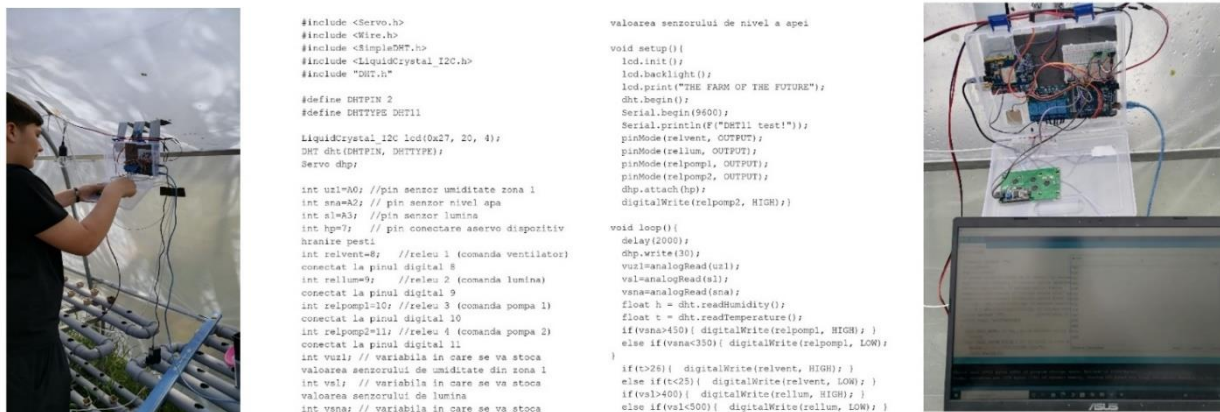 #include <Servo.h>
#include <Wire.h>
#include <SimpleDHT.h>
#include <LiquidCrystal_I2C.h>
#include "DHT.h"
#define DHTPIN 2
#define DHTTYPE DHT11
LiquidCrystal_I2C lcd(0x27, 20, 4);
DHT dht(DHTPIN, DHTTYPE);
Servo dhp;
int uz1=A0; //pin senzor umiditate zona 1
int sna=A2; // pin senzor nivel apa
int sl=A3; //pin senzor lumina
int hp=7; // pin conectare aservo dispozitiv
hranire pesti
int relvent=8; //releu 1 (comanda ventilator)
conectat la pinul digital 8
int rellum=9; //releu 2 (comanda lumina)
conectat la pinul digital 9
int relpomp1=10; //releu 3 (comanda pompa 1)
conectat la pinul digital 10
int relpomp2=11; //releu 4 (comanda pompa 2)
conectat la pinul digital 11
int vuz1; // variabila in care se va stoca
valoarea senzorului de umiditate din zona 1
int vsl; // variabila in care se va stoca
valoarea senzorului de lumina
int vsna; // variabila in care se va stoca
valoarea senzorului de nivel a apei
void setup(){
lcd.init();
lcd.backlight();
lcd.print("THE FARM OF THE FUTURE");
dht.begin();
Serial.begin(9600);
Serial.println(F("DHT11 test!"));
pinMode(relvent, OUTPUT);
pinMode(rellum, OUTPUT);
pinMode(relpomp1, OUTPUT);
pinMode(relpomp2, OUTPUT);
dhp.attach(hp);
digitalWrite(relpomp2, HIGH);}
void loop(){
delay(2000);
dhp.write(30);
vuz1=analogRead(uz1);
vsl=analogRead(sl);
vsna=analogRead(sna);
float h = dht.readHumidity();
float t = dht.readTemperature();
if(vsna>450){ digitalWrite(relpomp1, HIGH); }
else if(vsna<350){ digitalWrite(relpomp1, LOW);
}
if(t>26){ digitalWrite(relvent, HIGH); }
else if(t<25){ digitalWrite(relvent, LOW); }
if(vsl>400){ digitalWrite(rellum, HIGH); }
else if(vsl<500){ digitalWrite(rellum, LOW); }
ASUS